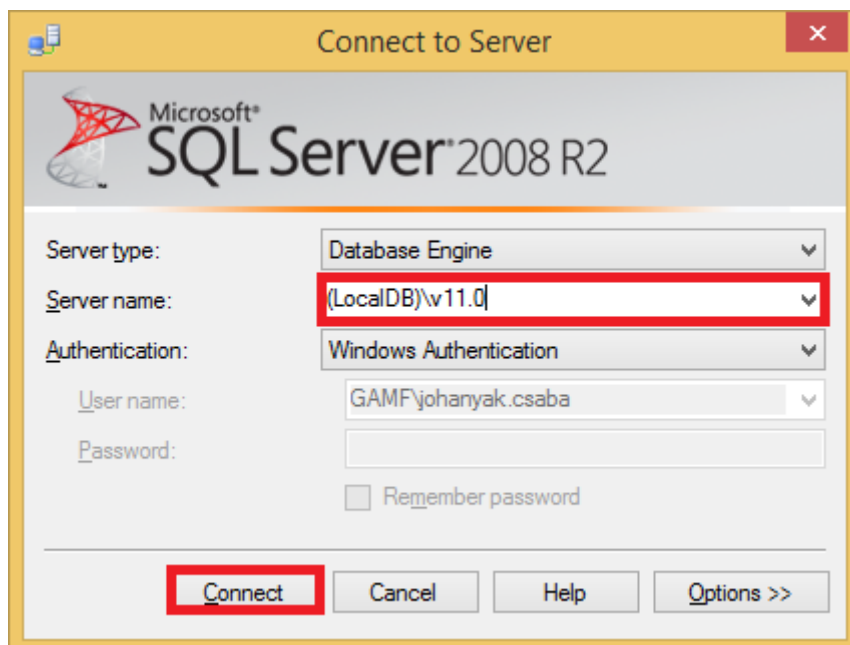 Connect to Server
Microsoft®
SQL Server® 2008 R2
Server type: Database Engine
Server name: (LocalDB)\v11.0
Authentication: Windows Authentication
User name: GAMF\johanyak.csaba
Password:
Remember password
Connect Cancel Help Options >>